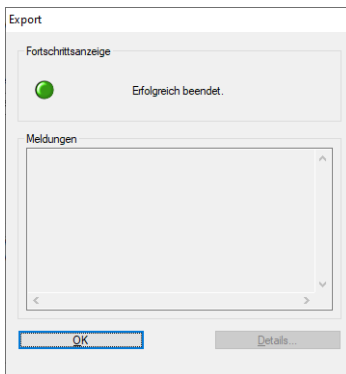 Export
Fortschrittsanzeige
Erfolgreich beendet.
Meldungen
OK
Details...